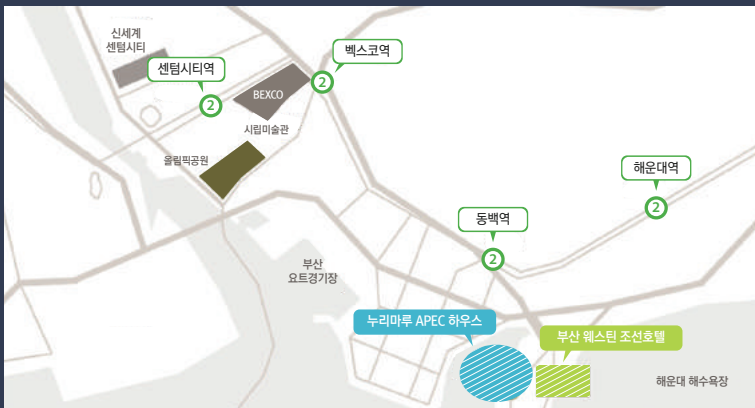 신세계
센텀시티
센텀시티역
2
벡스코역
2
BEXCO
시립미술관
올림픽공원
해운대역
2
동백역
2
부산
요트경기장
누리마루 APEC 하우스
부산 웨스틴 조선호텔
해운대 해수욕장